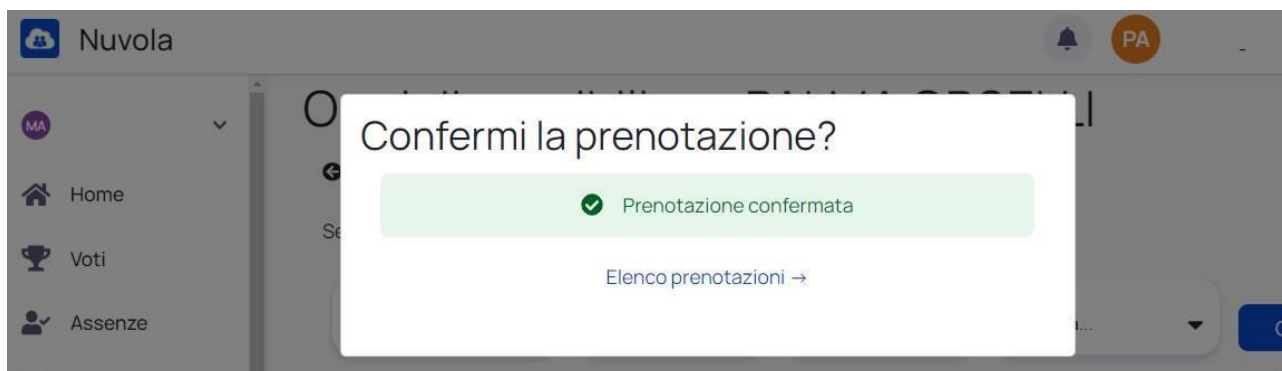 Nuvola
PA
MA
Confermi la prenotazione?
Home
Prenotazione confermata
Voti
Elenco prenotazioni →
Assenze